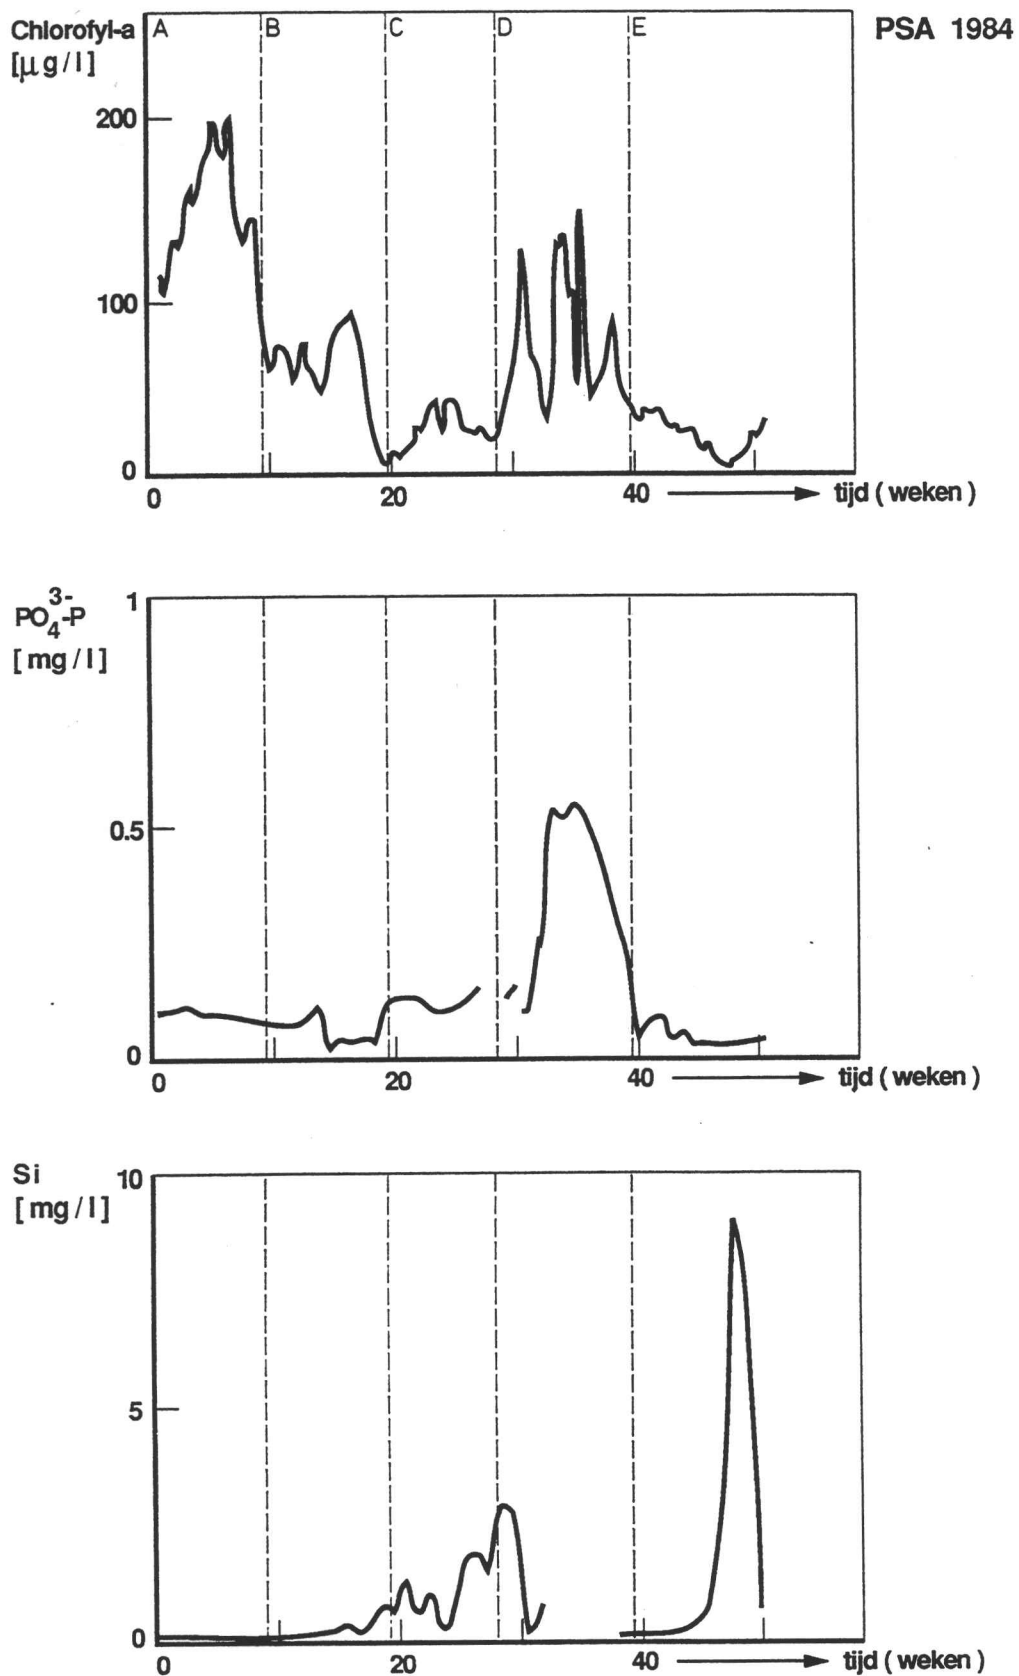 Chlorofyl-a
[μg/l]
A B C D E
PSA 1984
200
100
0
0 20 40 tijd (weken)
PO₄³⁻-P
[mg/l]
1
0.5
0
0 20 40 tijd (weken)
Si
[mg/l]
10
5
0
0 20 40 tijd (weken)